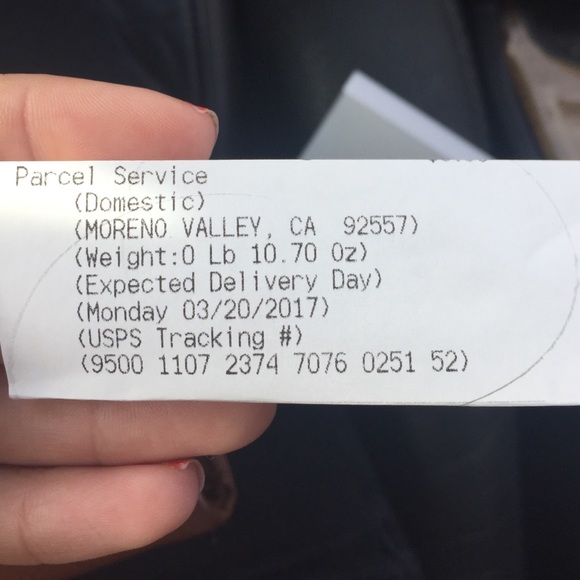 Parcel Service
(Domestic)
(MORENO VALLEY, CA 92557)
(Weight:0 Lb 10.70 Oz)
(Expected Delivery Day)
(Monday 03/20/2017)
(USPS Tracking #)
(9500 1107 2374 7076 0251 52)